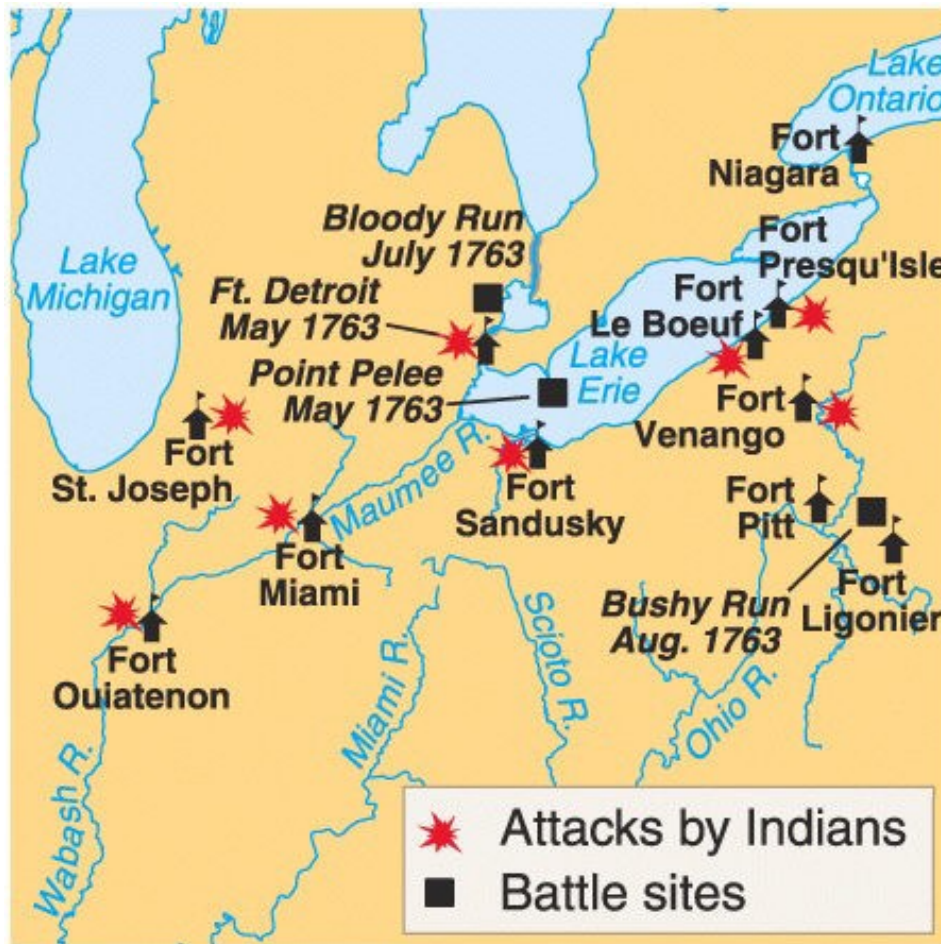 Lake
Ontario
Fort
Niagara
Bloody Run
July 1763
Fort
Presqu'Isle
Lake
Michigan
Ft. Detroit
May 1763
Fort
Le Boeuf
Lake
Erie
Point Pelee
May 1763
Fort
Venango
Fort
St. Joseph
Maumee R.
Fort
Sandusky
Fort
Pitt
Fort
Miami
Fort
Ligonier
Bushy Run
Aug. 1763
Scioto R.
Fort
Ouiatenon
Miami R.
Ohio R.
Wabash R.
Attacks by Indians
Battle sites